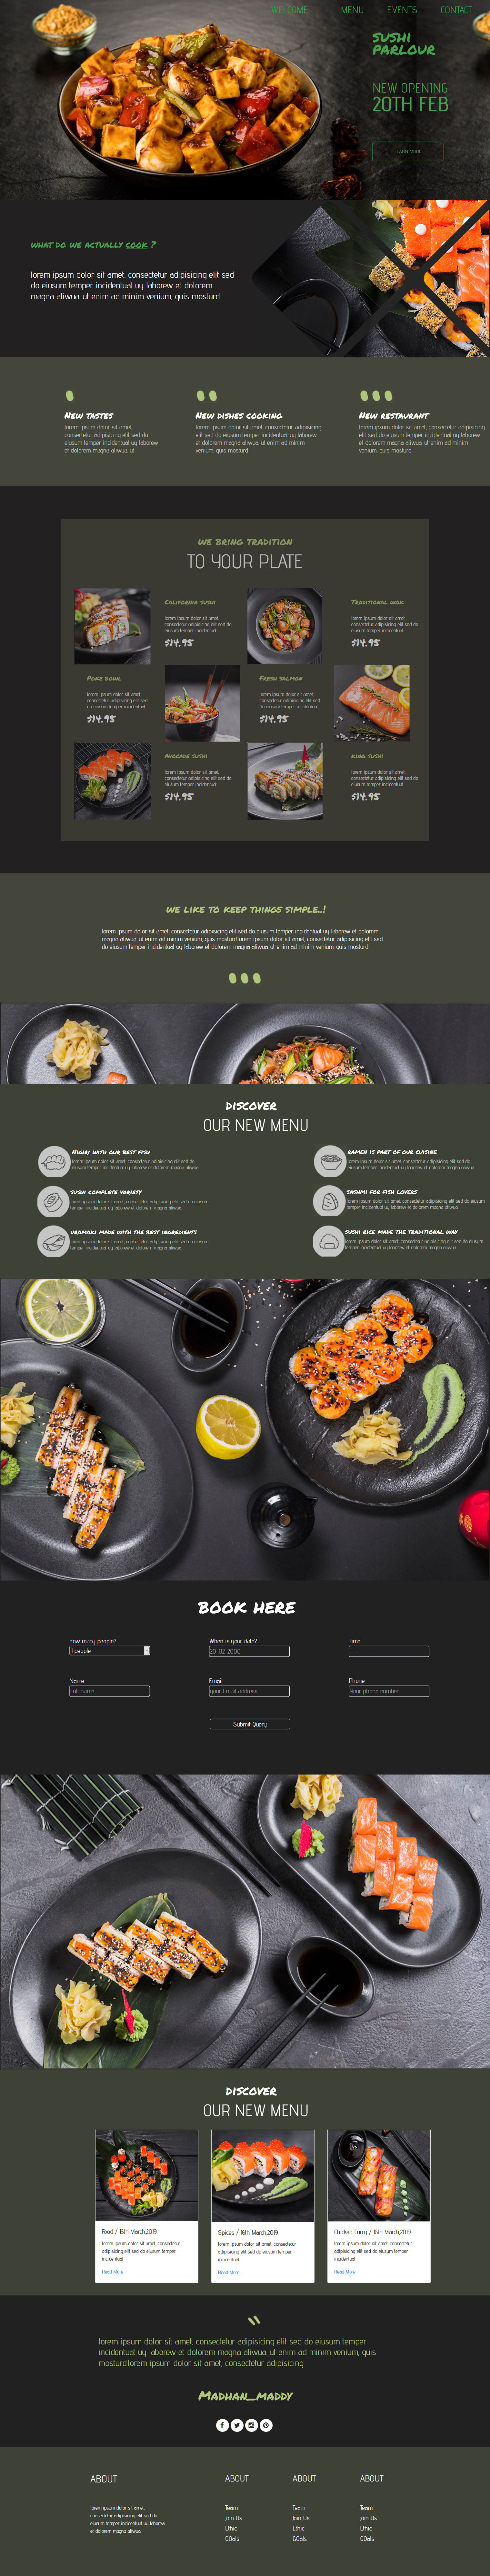 WELCOME MENU EVENTS CONTACT
SUSHI
PARLOUR
NEW OPENING
20TH FEB
LEARN MORE
WHAT DO WE ACTUALLY COOK ?
lorem ipsum dolor sit amet, consectetur adipisicing elit sed
do eiusum temper incidentual uy laborew et dolorem
magna aliwua. ut enim ad minim venium, quis mosturd
NEW TASTES
lorem ipsum dolor sit amet,
consectetur adipisicing elit sed do
eiusum temper incidentual uy laborew
et dolorem magna aliwua. ut
NEW DISHES COOKING
lorem ipsum dolor sit amet, consectetur adipisicing
elit sed do eiusum temper incidentual uy laborew
et dolorem magna aliwua. ut enim ad minim
venium, quis mosturd
NEW RESTAURANT
lorem ipsum dolor sit amet, consectetur adipisicing
elit sed do eiusum temper incidentual uy laborew
et dolorem magna aliwua. ut enim ad minim
venium, quis mosturd
WE BRING TRADITION
TO YOUR PLATE
CALIFORNIA SUSHI
lorem ipsum dolor sit amet,
consectetur adipisicing elit sed do
eiusum temper incidentual
$14.95
TRADITIONAL WOK
lorem ipsum dolor sit amet,
consectetur adipisicing elit sed do
eiusum temper incidentual
$14.95
POKE BOWL
lorem ipsum dolor sit amet,
consectetur adipisicing elit sed
do eiusum temper incidentual
$14.95
FRESH SALMON
lorem ipsum dolor sit amet,
consectetur adipisicing elit sed
do eiusum temper incidentual
$14.95
AVOCADE SUSHI
lorem ipsum dolor sit amet,
consectetur adipisicing elit sed do
eiusum temper incidentual
$14.95
KING SUSHI
lorem ipsum dolor sit amet,
consectetur adipisicing elit sed do
eiusum temper incidentual
$14.95
WE LIKE TO KEEP THINGS SIMPLE..!
lorem ipsum dolor sit amet, consectetur adipisicing elit sed do eiusum temper incidentual uy laborew et dolorem
magna aliwua. ut enim ad minim venium, quis mosturd.lorem ipsum dolor sit amet, consectetur adipisicing elit sed
do eiusum temper incidentual uy laborew et dolorem magna aliwua. ut enim ad minim venium, quis mosturd
DISCOVER
OUR NEW MENU
NIGIRI WITH OUR BEST FISH
lorem ipsum dolor sit amet, consectetur adipisicing elit sed do
eiusum temper incidentual uy laborew et dolorem magna aliwua.
RAMEN IS PART OF OUR CUISINE
lorem ipsum dolor sit amet, consectetur adipisicing elit sed do
eiusum temper incidentual uy laborew et dolorem magna aliwua.
SUSHI COMPLETE VARIETY
lorem ipsum dolor sit amet, consectetur adipisicing elit sed do eiusum
temper incidentual uy laborew et dolorem magna aliwua.
SASHMI FOR FISH LOVERS
lorem ipsum dolor sit amet, consectetur adipisicing elit sed do eiusum
temper incidentual uy laborew et dolorem magna aliwua.
URAMAKI MADE WITH THE BEST INGREDIENTS
lorem ipsum dolor sit amet, consectetur adipisicing elit sed do eiusum
temper incidentual uy laborew et dolorem magna aliwua.
SUSHI RICE MADE THE TRADITIONAL WAY
lorem ipsum dolor sit amet, consectetur adipisicing elit sed do eiusum
temper incidentual uy laborew et dolorem magna aliwua.
BOOK HERE
how many people? When is your date? Time
1 people 20-02-2000 --:-- --
Name Email Phone
Full name your Email address Your phone number
Submit Query
DISCOVER
OUR NEW MENU
Food / 16th March,2019
lorem ipsum dolor sit amet, consectetur
adipisicing elit sed do eiusum temper
incidentual
Read More
Spices / 16th March,2019
lorem ipsum dolor sit amet, consectetur
adipisicing elit sed do eiusum temper
incidentual
Read More
Chicken Curry / 16th March,2019
lorem ipsum dolor sit amet, consectetur
adipisicing elit sed do eiusum temper
incidentual
Read More
lorem ipsum dolor sit amet, consectetur adipisicing elit sed do eiusum temper
incidentual uy laborew et dolorem magna aliwua. ut enim ad minim venium, quis
mosturd.lorem ipsum dolor sit amet, consectetur adipisicing
MADHAN_MADDY
ABOUT
lorem ipsum dolor sit amet,
consectetur adipisicing elit sed do
eiusum temper incidentual uy laborew
et dolorem magna aliwua.
ABOUT
Team
Join Us
Ethic
GOals
ABOUT
Team
Join Us
Ethic
GOals
ABOUT
Team
Join Us
Ethic
GOals